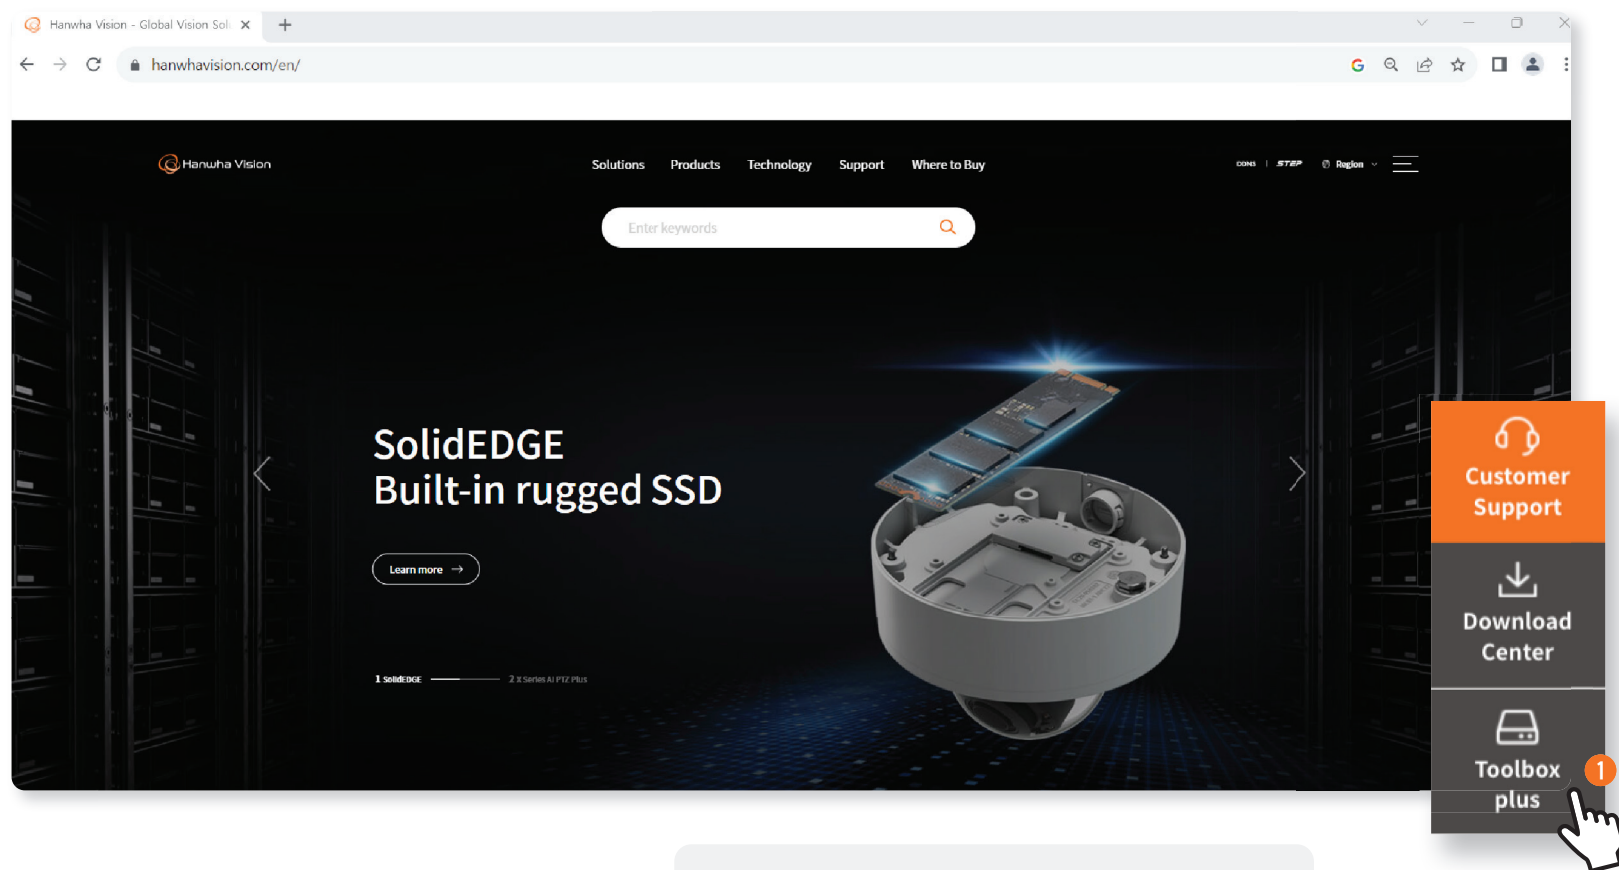 Hanwha Vision - Global Vision Sol
hanwhavision.com/en/
Hanwha Vision
Solutions Products Technology Support Where to Buy
STEP Region
Enter keywords
SolidEDGE
Built-in rugged SSD
Learn more →
1 SolidEDGE 2 X Series AI PTZ Plus
Customer
Support
Download
Center
Toolbox
plus
1